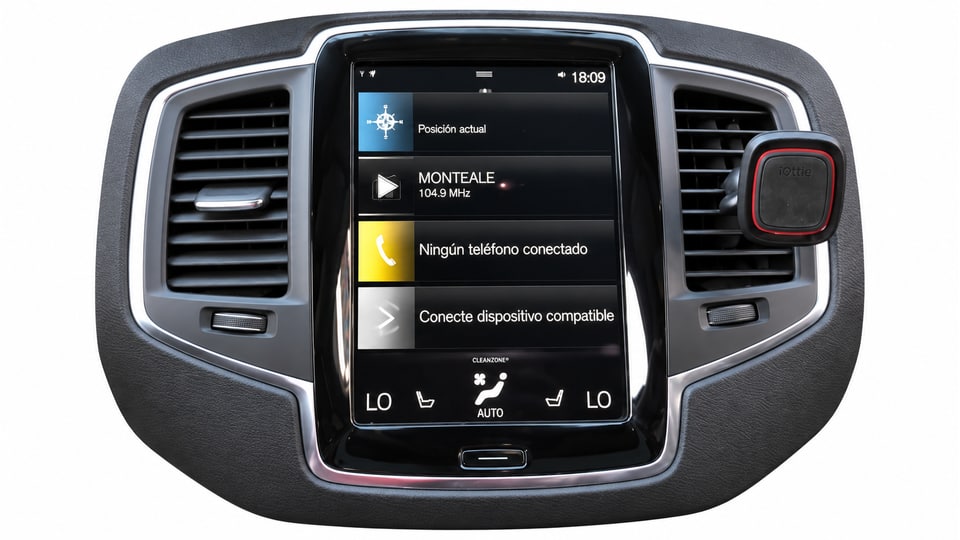 18:09
Posición actual
MONTEALE
104.9 MHz
Ningún teléfono conectado
Conecte dispositivo compatible
CLEANZONE®
LO
AUTO
LO
iOttie